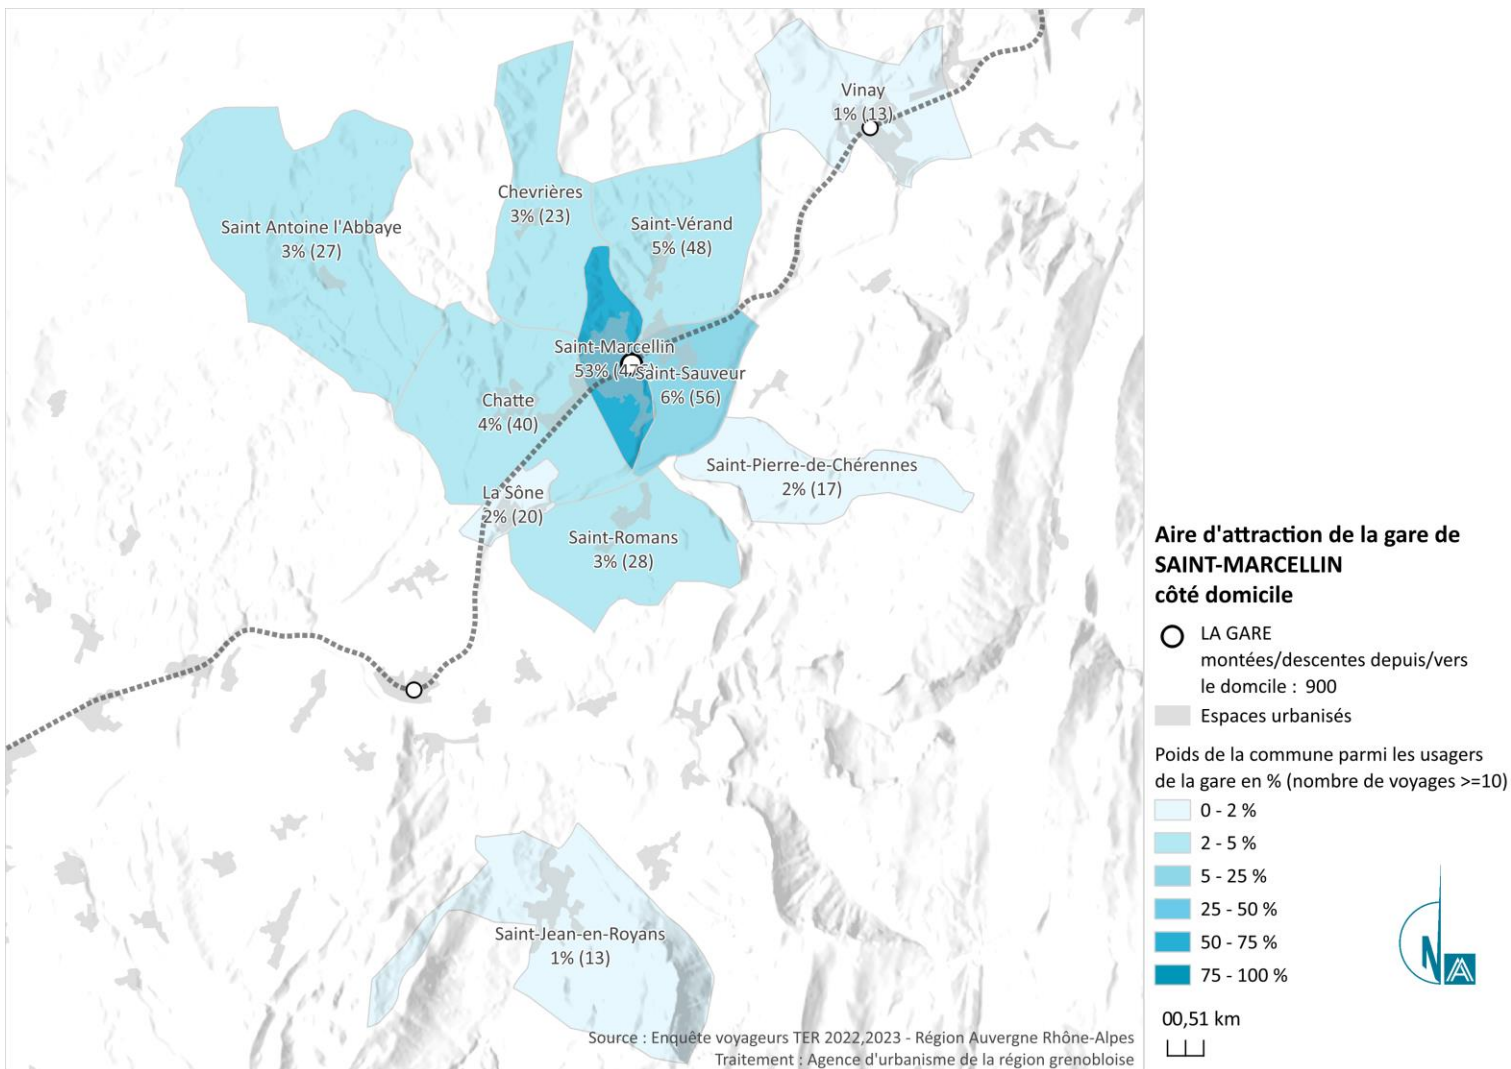 Vinay
1% (13)
Chevrières
3% (23)
Saint-Vérand
5% (48)
Saint Antoine l'Abbaye
3% (27)
Saint-Marcellin
53%
Saint-Sauveur
6% (56)
Chatte
4% (40)
Saint-Pierre-de-Chérennes
2% (17)
La Sône
2% (20)
Saint-Romans
3% (28)
Saint-Jean-en-Royans
1% (13)
Source : Enquête voyageurs TER 2022,2023 - Région Auvergne Rhône-Alpes
Traitement : Agence d'urbanisme de la région grenobloise
Aire d'attraction de la gare de
SAINT-MARCELLIN
côté domicile
LA GARE
montées/descentes depuis/vers
le domcile : 900
Espaces urbanisés
Poids de la commune parmi les usagers
de la gare en % (nombre de voyages >=10)
0 - 2 %
2 - 5 %
5 - 25 %
25 - 50 %
50 - 75 %
75 - 100 %
N
00,51 km